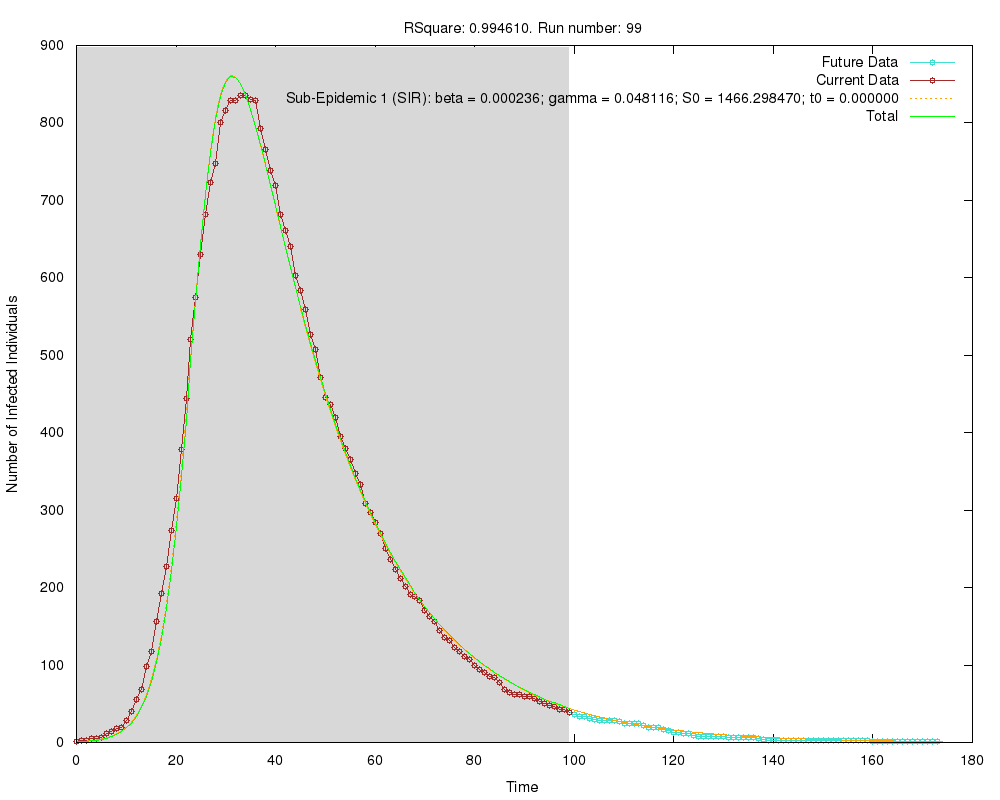 RSquare: 0.994610. Run number: 99
Future Data
Current Data
Sub-Epidemic 1 (SIR): beta = 0.000236; gamma = 0.048116; S0 = 1466.298470; t0 = 0.000000
Total
900
800
700
600
500
400
300
200
100
0
Number of Infected Individuals
0 20 40 60 80 100 120 140 160 180
Time